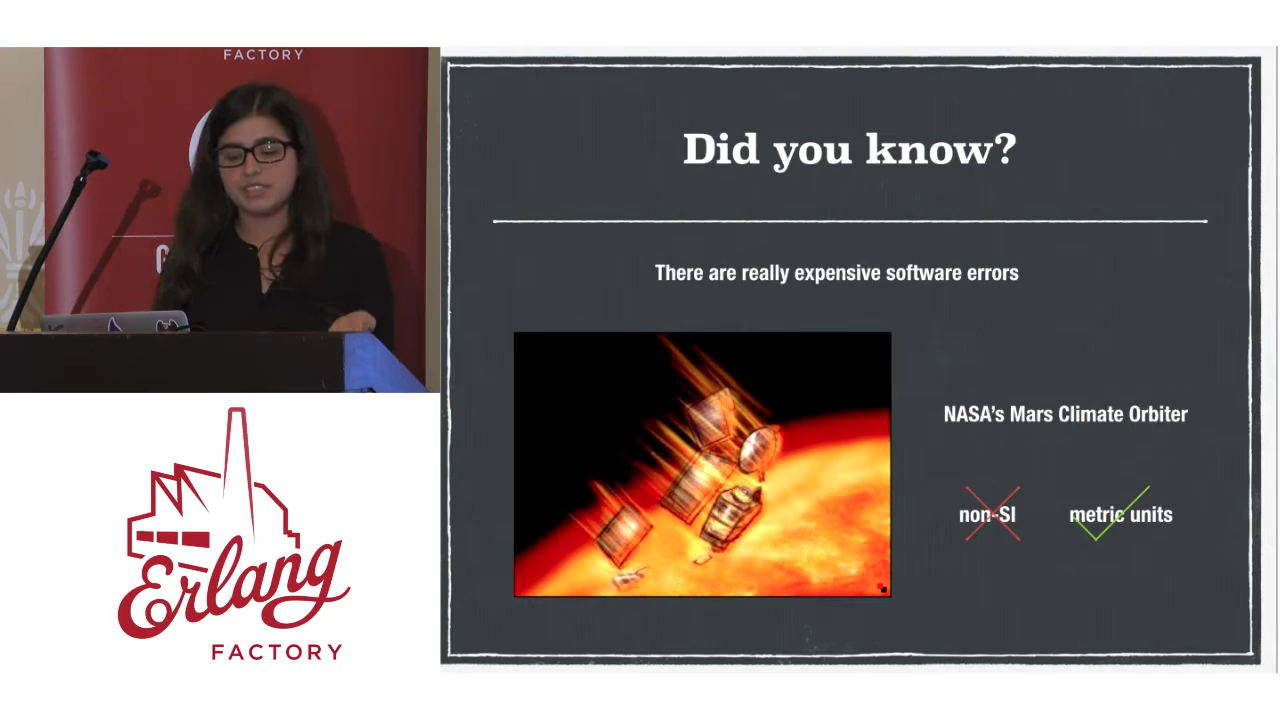 FACTORY
C
Did you know?
There are really expensive software errors
NASA's Mars Climate Orbiter
non-SI
metric units
Erlang
FACTORY